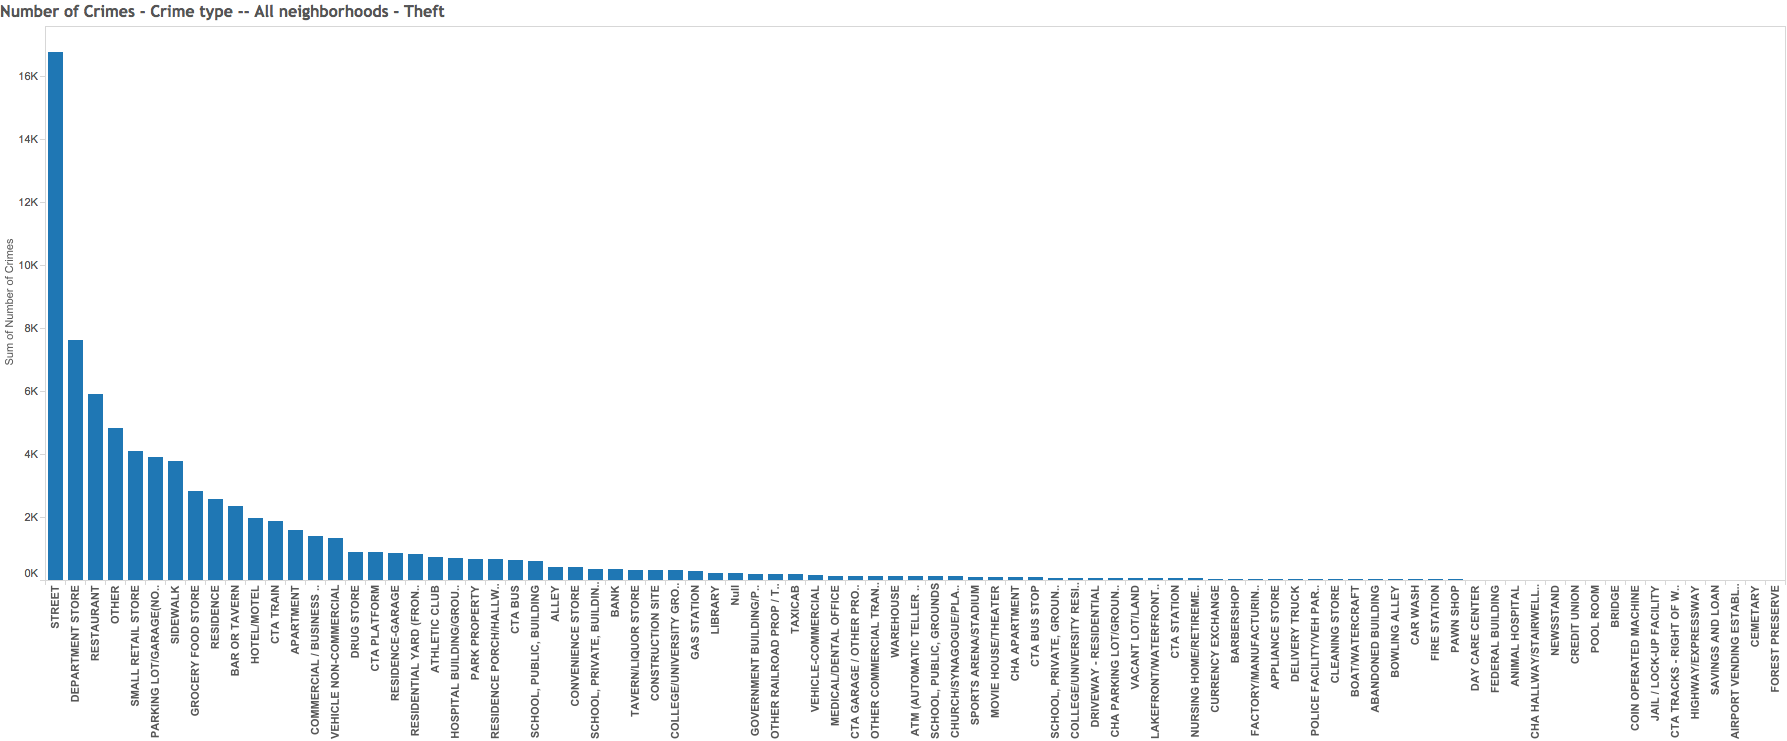 Number of Crimes - Crime type -- All neighborhoods - Theft
Sum of Number of Crimes
16K
14K
12K
10K
8K
6K
4K
2K
0K
STREET
DEPARTMENT STORE
RESTAURANT
OTHER
SMALL RETAIL STORE
PARKING LOT/GARAGE(NO..
SIDEWALK
GROCERY FOOD STORE
RESIDENCE
BAR OR TAVERN
HOTEL/MOTEL
CTA TRAIN
APARTMENT
COMMERCIAL / BUSINESS ..
VEHICLE NON-COMMERCIAL
DRUG STORE
CTA PLATFORM
RESIDENCE-GARAGE
RESIDENTIAL YARD (FRON..
ATHLETIC CLUB
HOSPITAL BUILDING/GROU..
PARK PROPERTY
RESIDENCE PORCH/HALLW..
CTA BUS
SCHOOL, PUBLIC, BUILDING
ALLEY
CONVENIENCE STORE
SCHOOL, PRIVATE, BUILDIN..
BANK
TAVERN/LIQUOR STORE
CONSTRUCTION SITE
COLLEGE/UNIVERSITY GRO..
GAS STATION
LIBRARY
Null
GOVERNMENT BUILDING/P..
OTHER RAILROAD PROP / T..
TAXICAB
VEHICLE-COMMERCIAL
MEDICAL/DENTAL OFFICE
CTA GARAGE / OTHER PRO..
OTHER COMMERCIAL TRAN..
WAREHOUSE
ATM (AUTOMATIC TELLER ..
SCHOOL, PUBLIC, GROUNDS
CHURCH/SYNAGOGUE/PLA..
SPORTS ARENA/STADIUM
MOVIE HOUSE/THEATER
CHA APARTMENT
CTA BUS STOP
SCHOOL, PRIVATE, GROUN..
COLLEGE/UNIVERSITY RESI..
DRIVEWAY - RESIDENTIAL
CHA PARKING LOT/GROUN..
VACANT LOT/LAND
LAKEFRONT/WATERFRONT..
CTA STATION
NURSING HOME/RETIREME..
CURRENCY EXCHANGE
BARBERSHOP
FACTORY/MANUFACTURIN..
APPLIANCE STORE
DELIVERY TRUCK
POLICE FACILITY/VEH PAR..
CLEANING STORE
BOAT/WATERCRAFT
ABANDONED BUILDING
BOWLING ALLEY
CAR WASH
FIRE STATION
PAWN SHOP
DAY CARE CENTER
FEDERAL BUILDING
ANIMAL HOSPITAL
CHA HALLWAY/STAIRWELL..
NEWSSTAND
CREDIT UNION
POOL ROOM
BRIDGE
COIN OPERATED MACHINE
JAIL / LOCK-UP FACILITY
CTA TRACKS - RIGHT OF W..
HIGHWAY/EXPRESSWAY
SAVINGS AND LOAN
AIRPORT VENDING ESTABL..
CEMETARY
FOREST PRESERVE